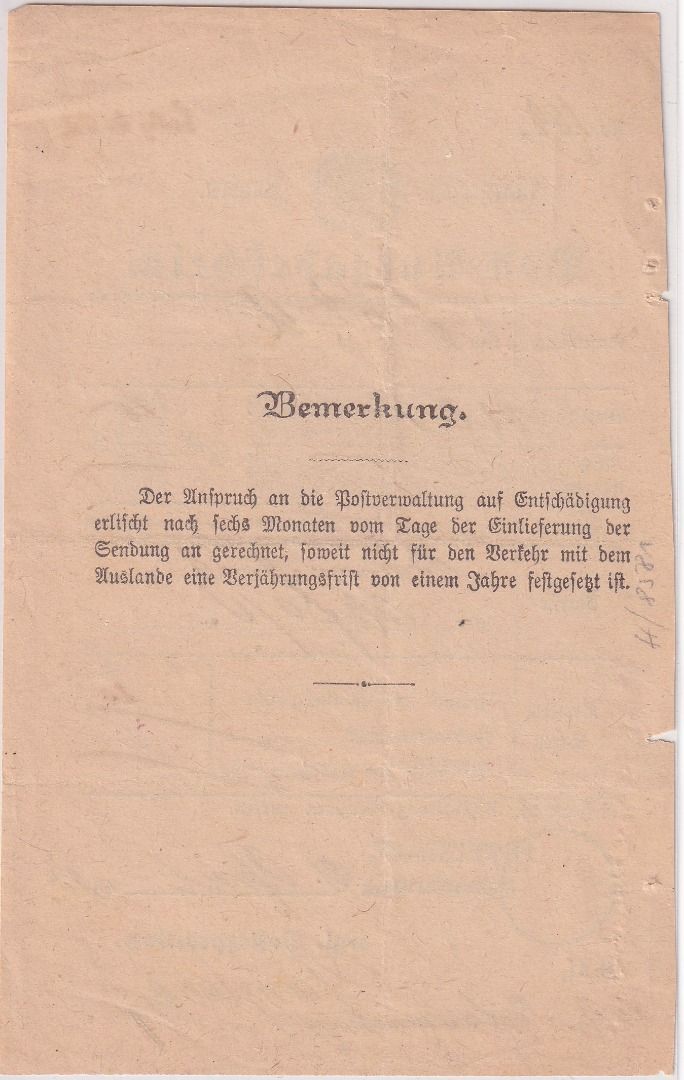 Bemerkung.
Der Anspruch an die Postverwaltung auf Entschädigung
erlischt nach sechs Monaten vom Tage der Einlieferung der
Sendung an gerechnet, soweit nicht für den Verkehr mit dem
Auslande eine Verjährungsfrist von einem Jahre festgesetzt ist.